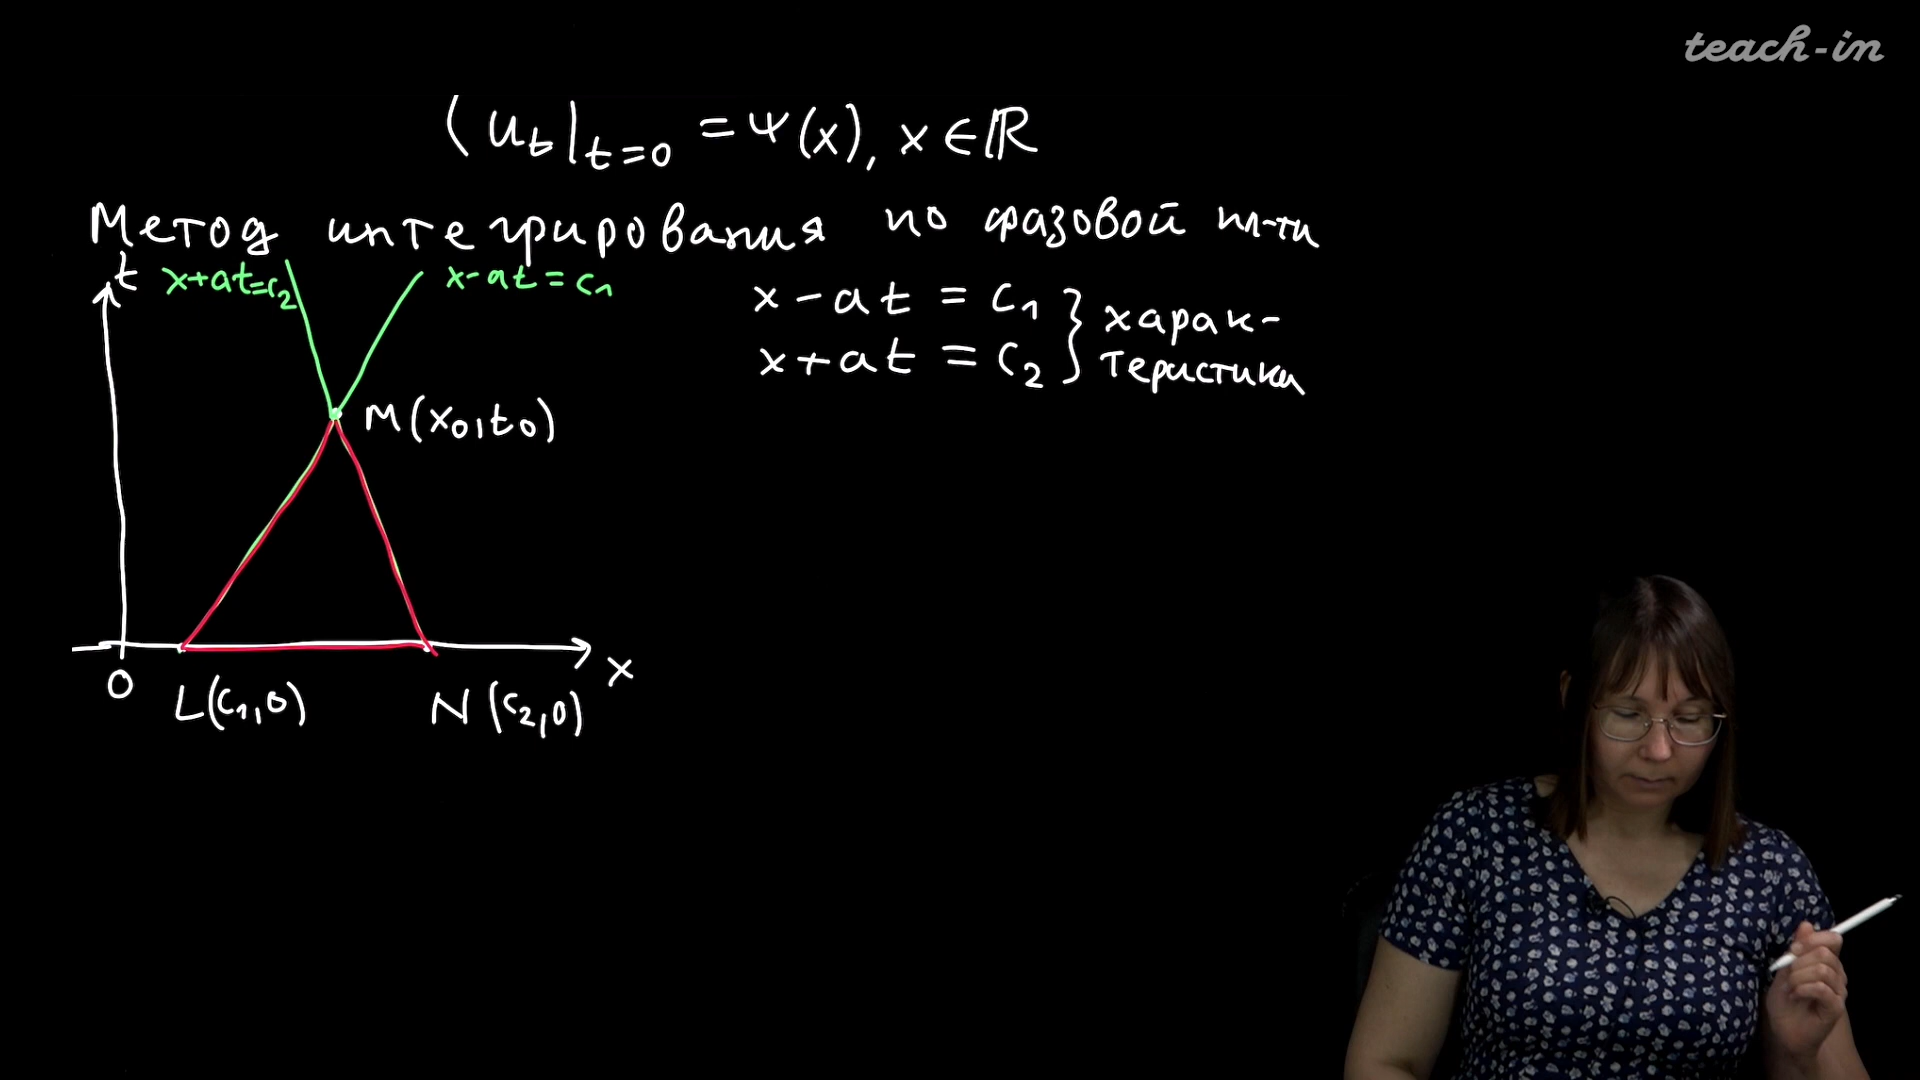 teach-in
( u_t|_{t=0} = ψ(x), x ∈ ℝ
Метод интегрирования по фазовой пл-ти
t
x+at=c₂
x-at=c₁
x-at = c₁ } харак-
x+at = c₂ } теристики
M(x₀,t₀)
0
x
L(c₁,0)
N(c₂,0)